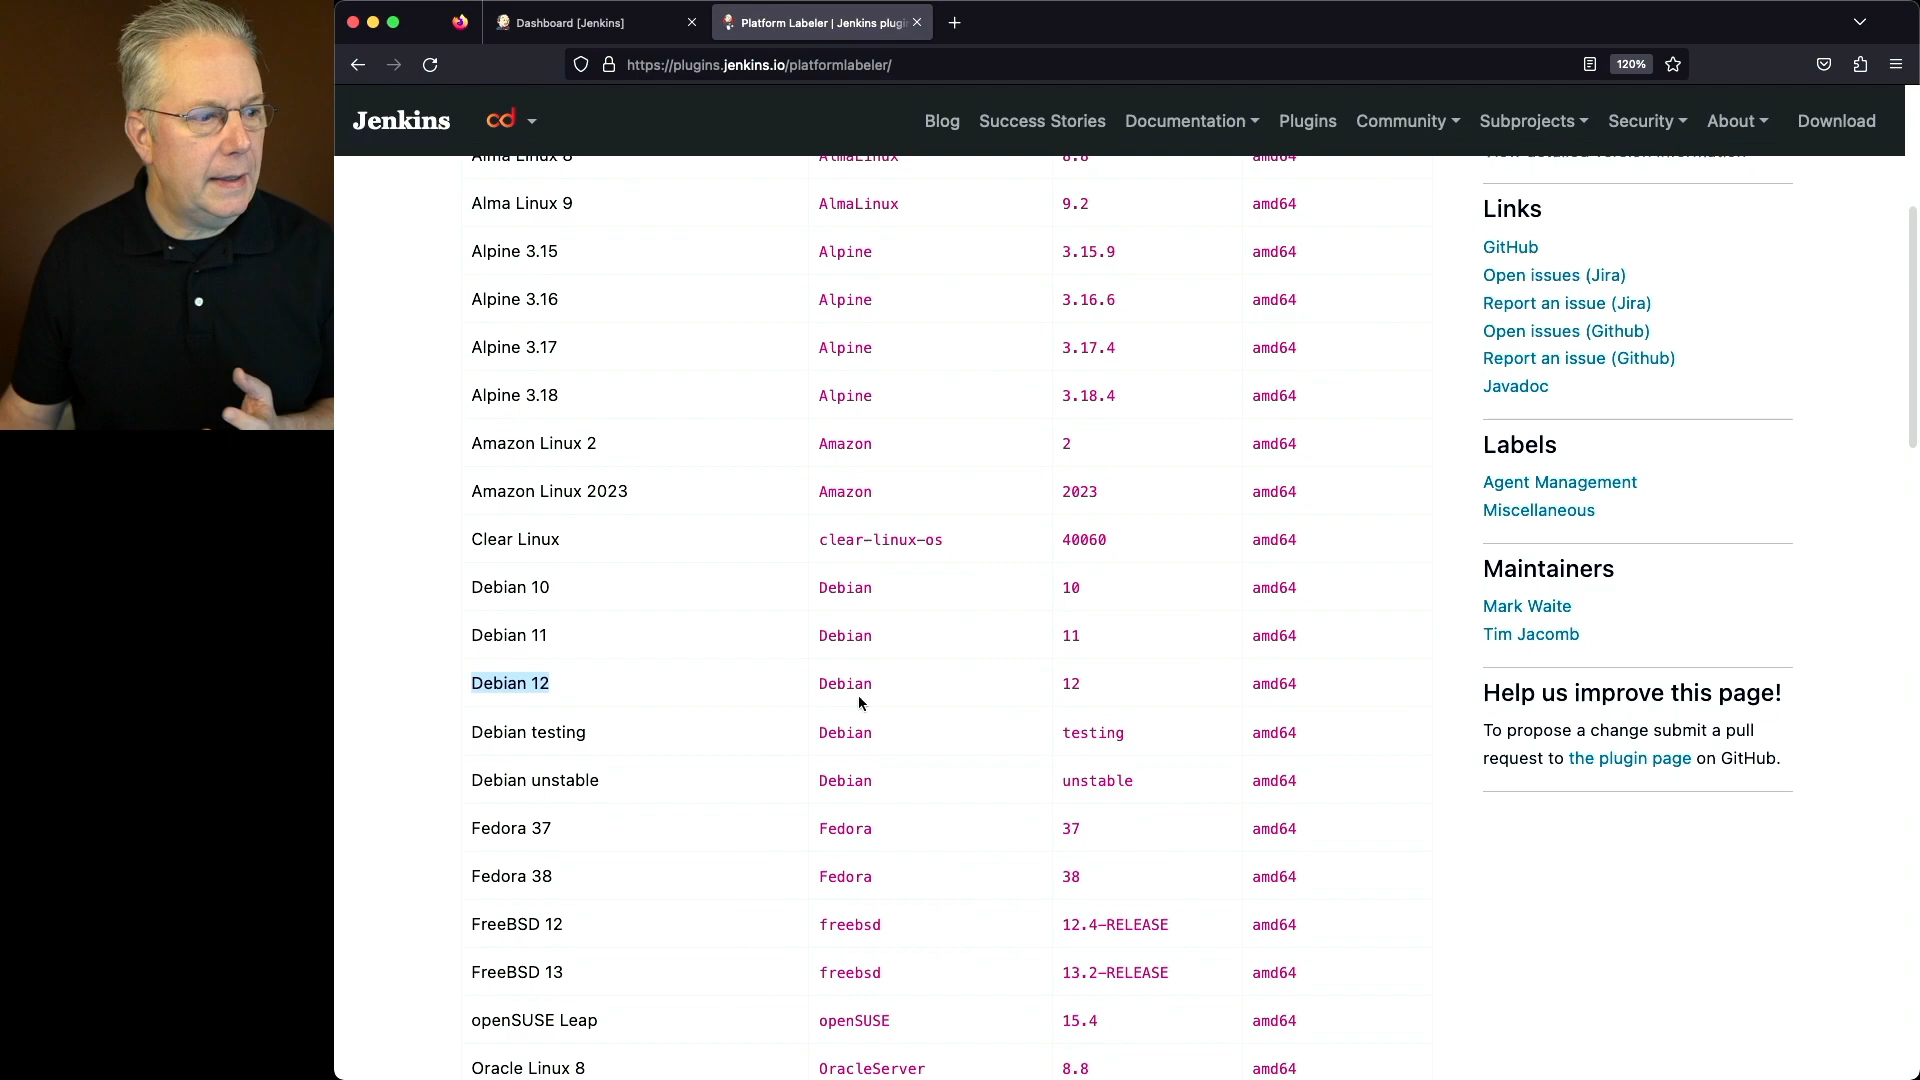 Dashboard [Jenkins]
Platform Labeler | Jenkins plugi
https://plugins.jenkins.io/platformlabeler/
120%
Jenkins
cd
Blog Success Stories Documentation Plugins Community Subprojects Security About Download
Alma Linux 8 AlmaLinux 8.8 amd64
Alma Linux 9 AlmaLinux 9.2 amd64
Alpine 3.15 Alpine 3.15.9 amd64
Alpine 3.16 Alpine 3.16.6 amd64
Alpine 3.17 Alpine 3.17.4 amd64
Alpine 3.18 Alpine 3.18.4 amd64
Amazon Linux 2 Amazon 2 amd64
Amazon Linux 2023 Amazon 2023 amd64
Clear Linux clear-linux-os 40060 amd64
Debian 10 Debian 10 amd64
Debian 11 Debian 11 amd64
Debian 12 Debian 12 amd64
Debian testing Debian testing amd64
Debian unstable Debian unstable amd64
Fedora 37 Fedora 37 amd64
Fedora 38 Fedora 38 amd64
FreeBSD 12 freebsd 12.4-RELEASE amd64
FreeBSD 13 freebsd 13.2-RELEASE amd64
openSUSE Leap openSUSE 15.4 amd64
Oracle Linux 8 OracleServer 8.8 amd64
Links
GitHub
Open issues (Jira)
Report an issue (Jira)
Open issues (Github)
Report an issue (Github)
Javadoc
Labels
Agent Management
Miscellaneous
Maintainers
Mark Waite
Tim Jacomb
Help us improve this page!
To propose a change submit a pull
request to the plugin page on GitHub.